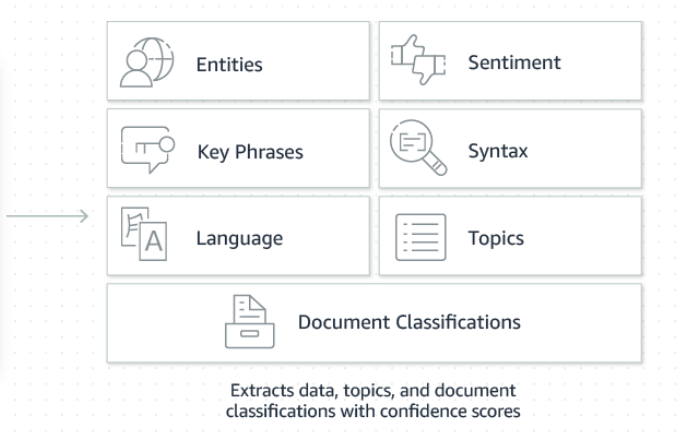 Entities
Sentiment
Key Phrases
Syntax
Language
A
Topics
Document Classifications
Extracts data, topics, and document
classifications with confidence scores